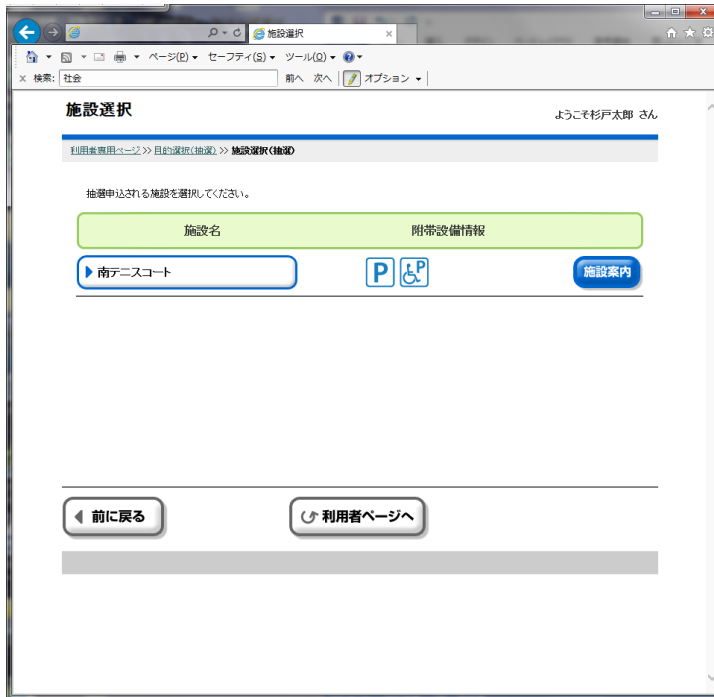 施設選択
ページ(P) セーフティ(S) ツール(O)
× 検索: 社会 前へ 次へ オプション
施設選択
ようこそ杉戸太郎 さん
利用者専用ページ >> 目的選択(抽選) >> 施設選択(抽選)
抽選申込される施設を選択してください。
施設名 附帯設備情報
南テニスコート P P 施設案内
前に戻る 利用者ページへ